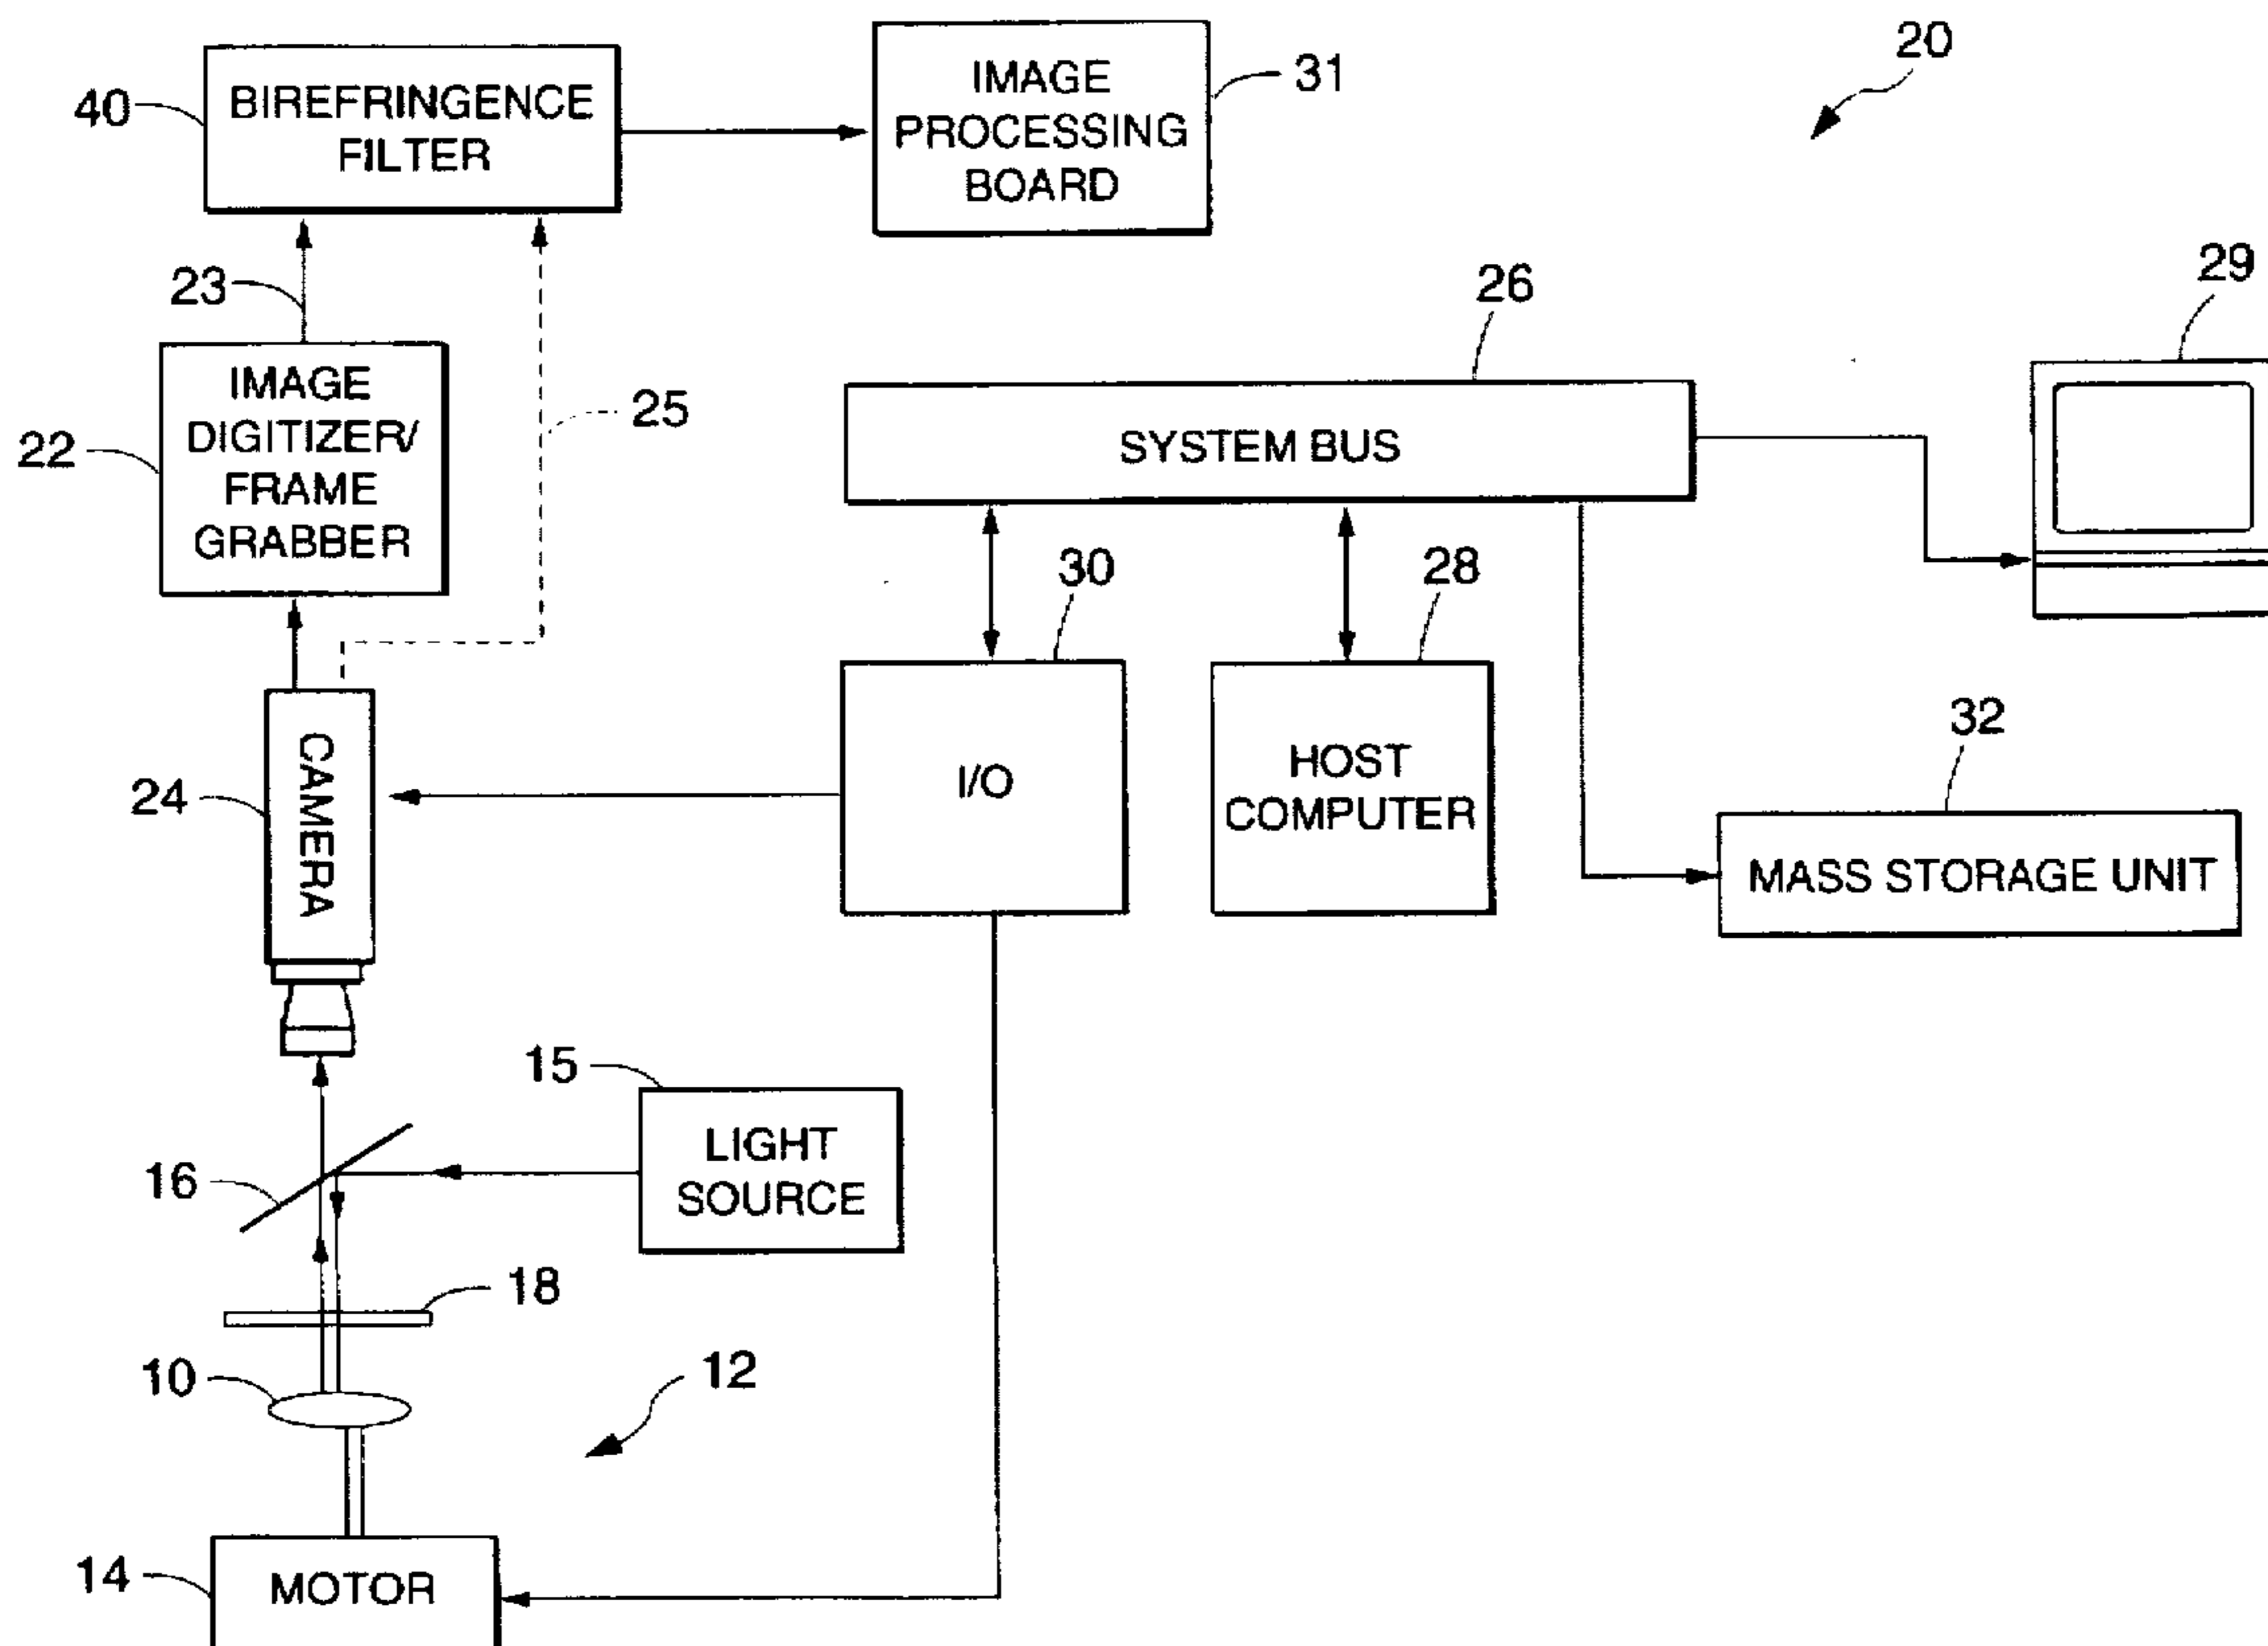 20
40
BIREFRINGENCE
FILTER
IMAGE
PROCESSING
BOARD
31
23
26
29
IMAGE
DIGITIZER/
FRAME
GRABBER
22
25
SYSTEM BUS
30
28
24
CAMERA
I/O
HOST
COMPUTER
32
MASS STORAGE UNIT
15
LIGHT
SOURCE
16
18
10
12
14
MOTOR